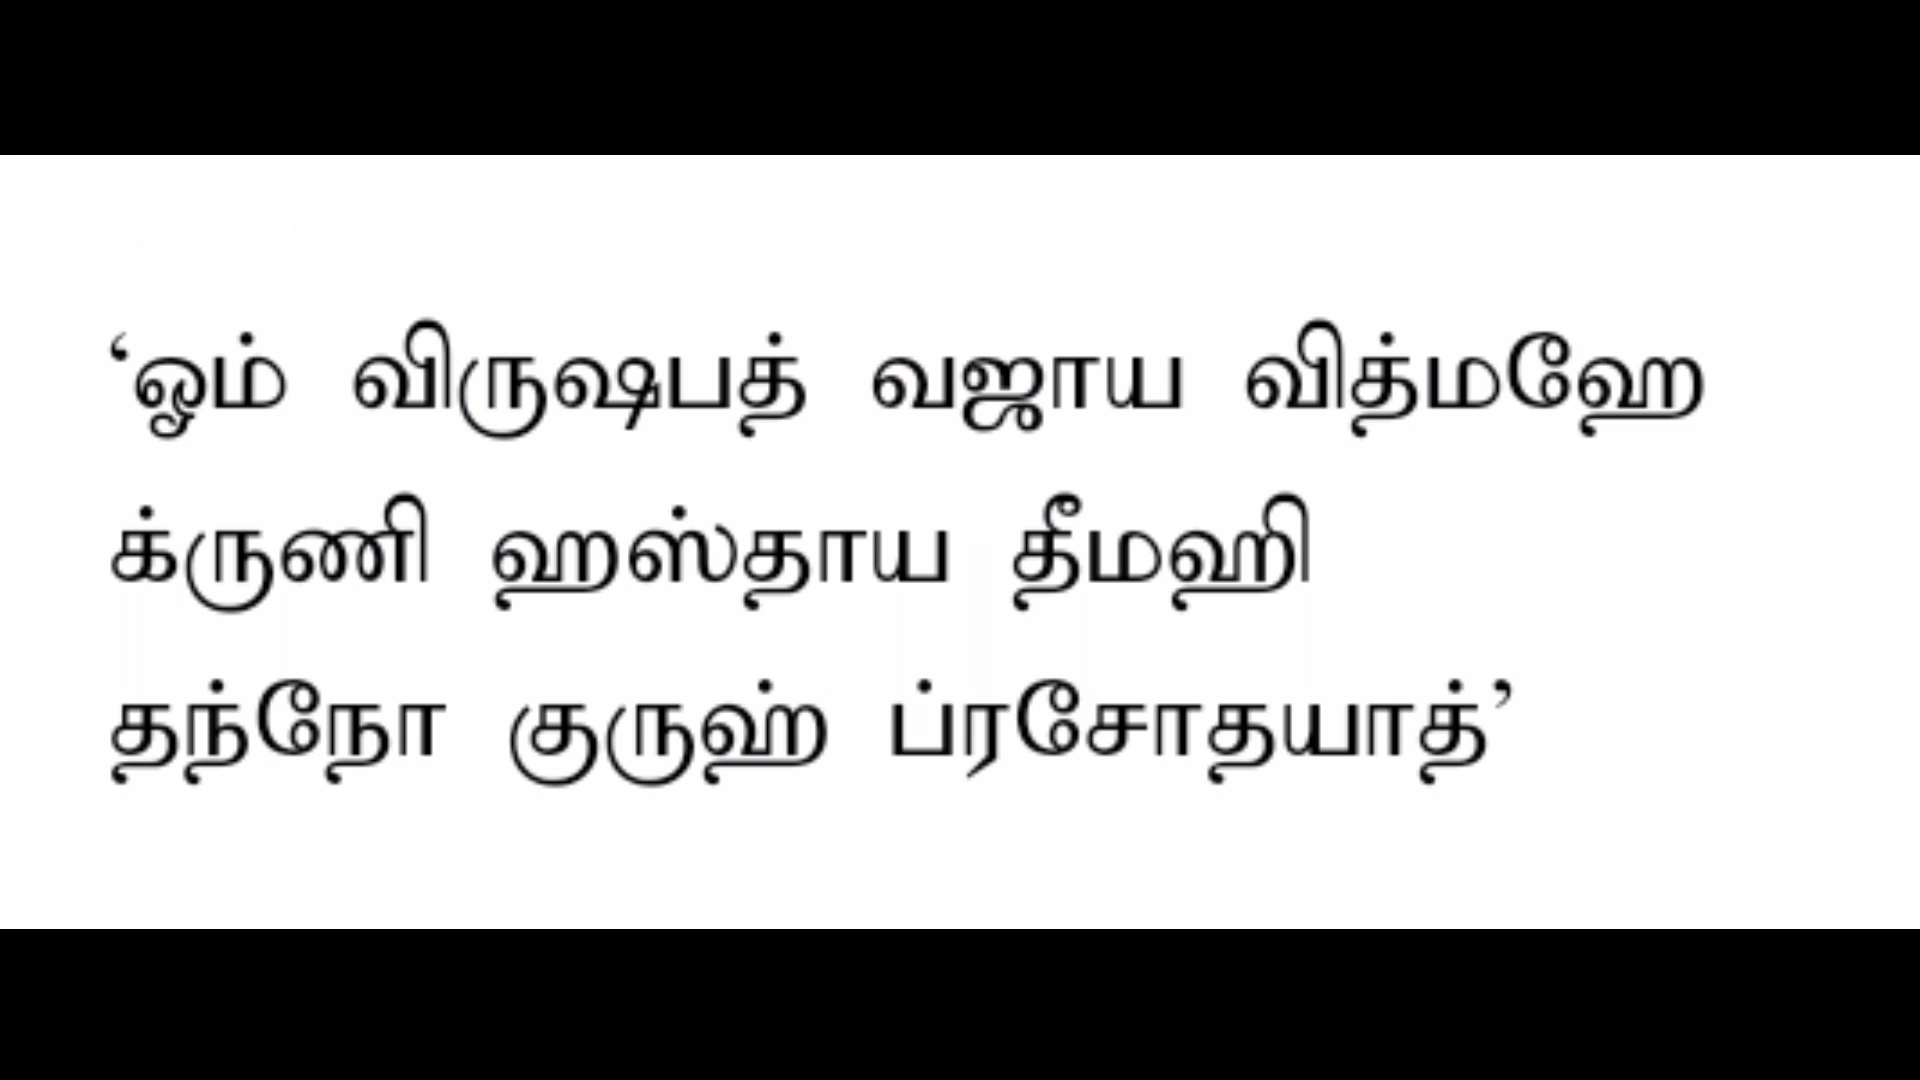 ‘ஓம் விருஷபத் வஜாய வித்மஹே
க்ருணி ஹஸ்தாய தீமஹி
தந்நோ குருஹ் ப்ரசோதயாத்’